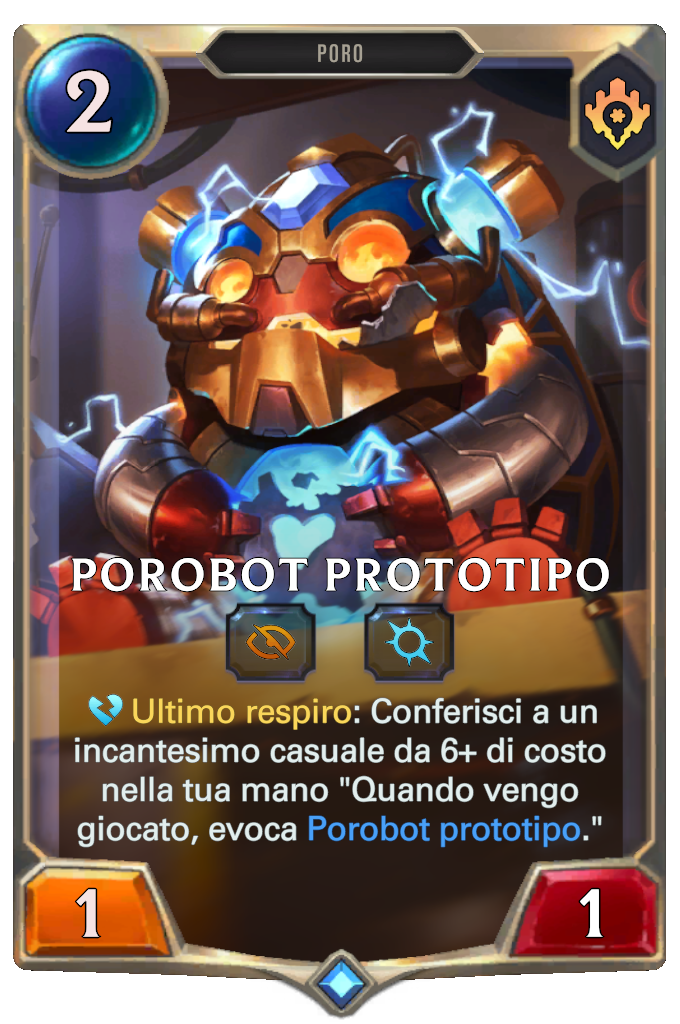 2
PORO
POROBOT PROTOTIPO
Ultimo respiro: Conferisci a un
incantesimo casuale da 6+ di costo
nella tua mano "Quando vengo
giocato, evoca Porobot prototipo."
1
1